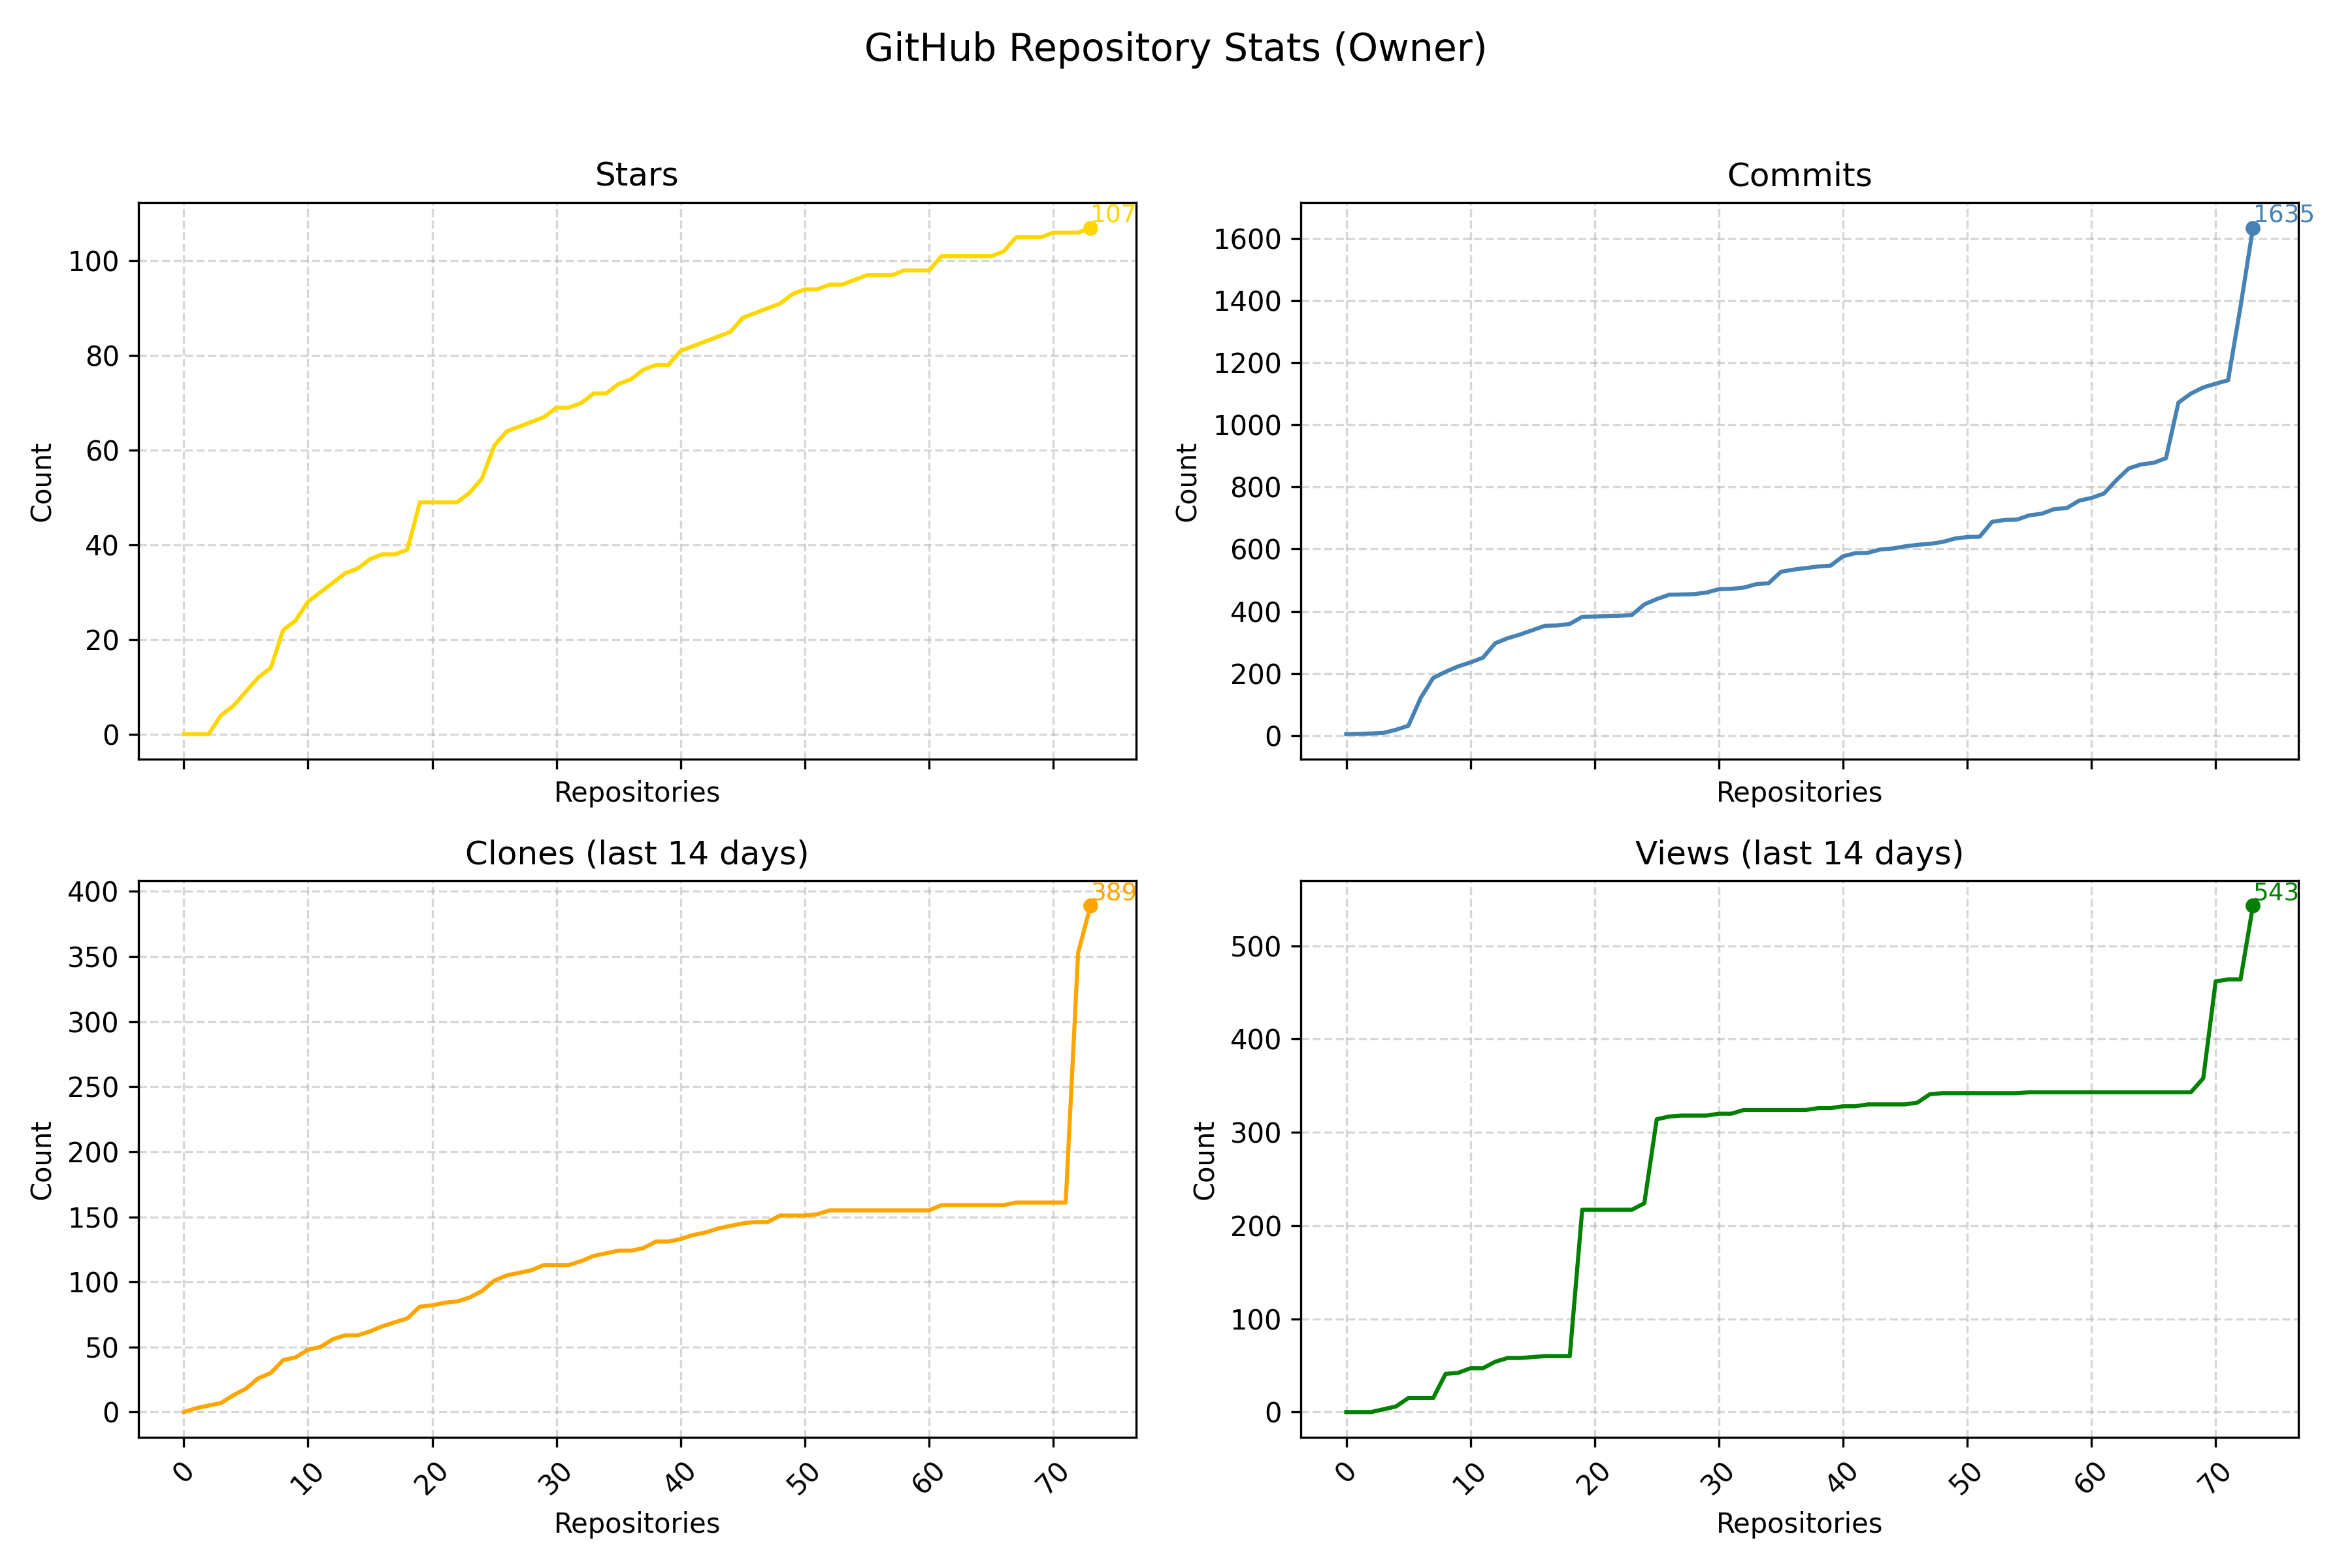 GitHub Repository Stats (Owner)
Stars
107
100
80
60
40
20
0
Count
Repositories
Commits
1635
1600
1400
1200
1000
800
600
400
200
0
Count
Repositories
Clones (last 14 days)
389
400
350
300
250
200
150
100
50
0
Count
0 10 20 30 40 50 60 70
Repositories
Views (last 14 days)
543
500
400
300
200
100
0
Count
0 10 20 30 40 50 60 70
Repositories